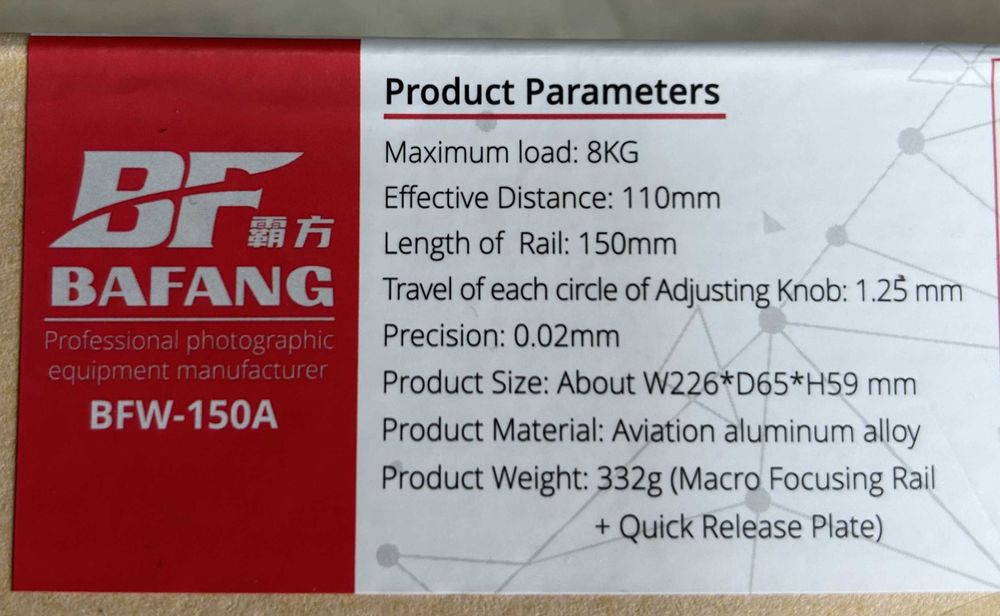 BF霸方
BAFANG
Professional photographic
equipment manufacturer
BFW-150A
Product Parameters
Maximum load: 8KG
Effective Distance: 110mm
Length of Rail: 150mm
Travel of each circle of Adjusting Knob: 1.25 mm
Precision: 0.02mm
Product Size: About W226*D65*H59 mm
Product Material: Aviation aluminum alloy
Product Weight: 332g (Macro Focusing Rail
+ Quick Release Plate)